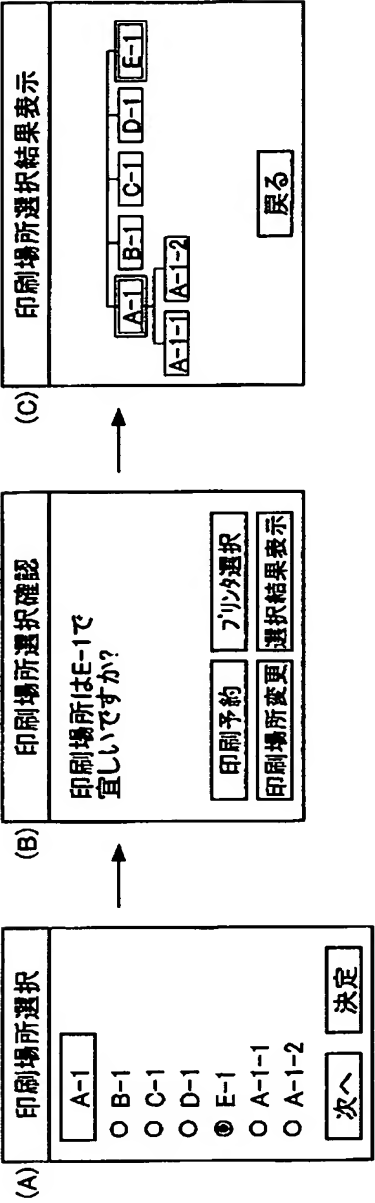 (A)
印刷場所選択
A-1
B-1
C-1
D-1
E-1
A-1-1
A-1-2
次へ 決定
(B)
印刷場所選択確認
印刷場所はE-1で
宜しいですか?
印刷予約 プリンタ選択
印刷場所変更 選択結果表示
(C)
印刷場所選択結果表示
A-1 B-1 C-1 D-1 E-1
A-1-1 A-1-2
戻る